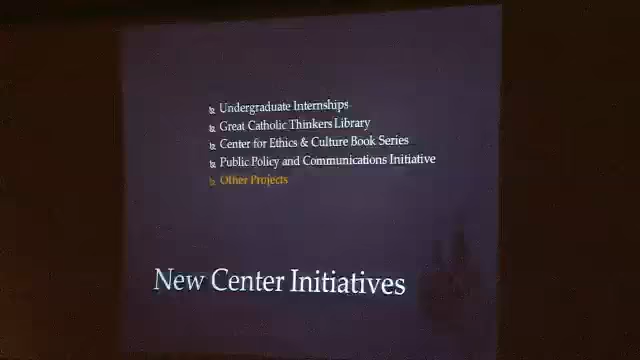 Undergraduate Internships
Great Catholic Thinkers Library
Center for Ethics & Culture Book Series
Public Policy and Communications Initiative
Other Projects
New Center Initiatives